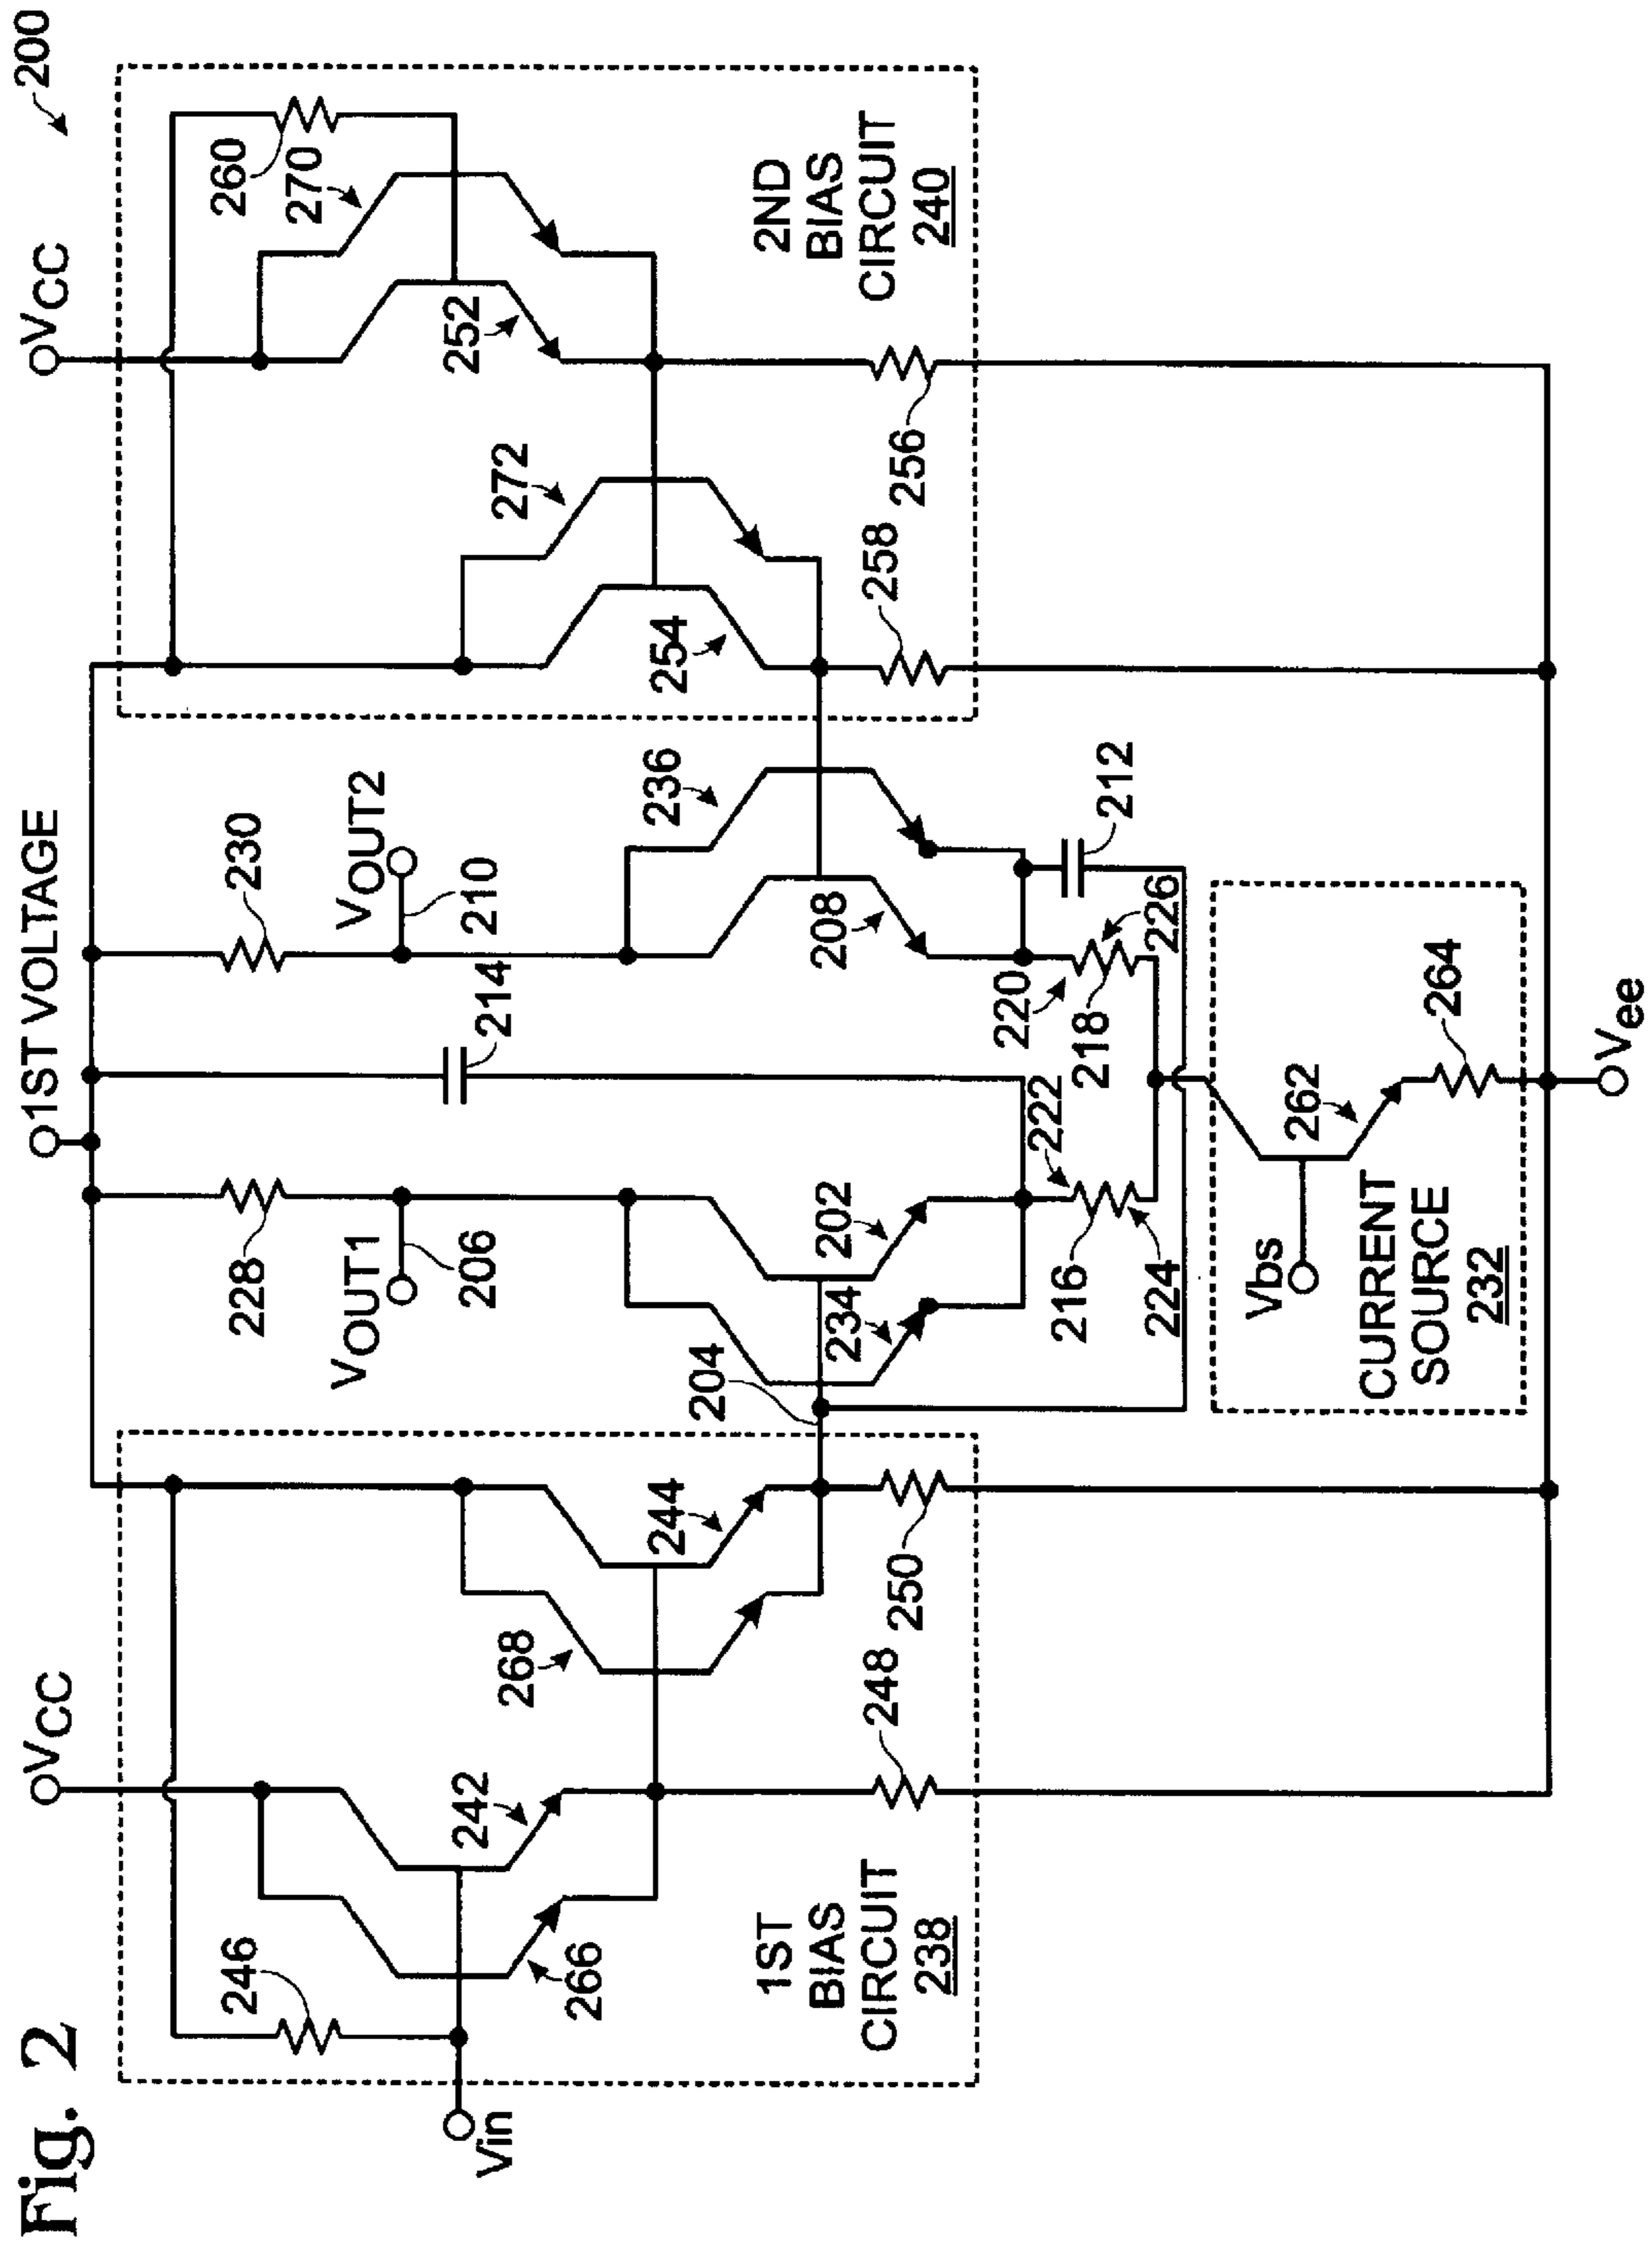 Fig. 2
200
1ST VOLTAGE
VCC
VCC
246
266
242
268
244
Vin
1ST
BIAS
CIRCUIT
238
248
250
228
VOUT1
206
204
234
202
214
230
VOUT2
210
236
208
212
216
222
224
220
218
226
272
254
258
256
252
260
270
2ND
BIAS
CIRCUIT
240
Vbs
262
264
CURRENT
SOURCE
232
Vee